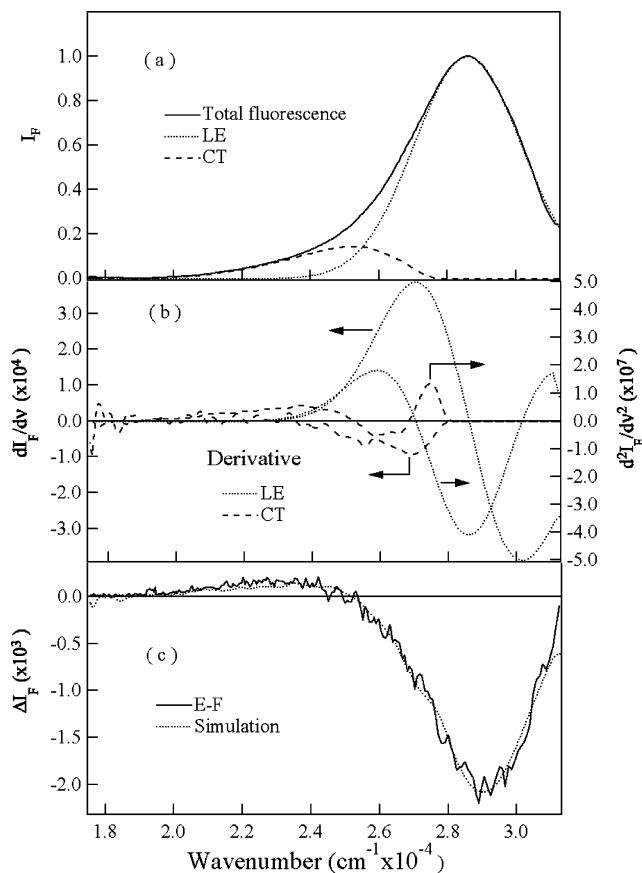 ( a )
I_F
1.0
0.8
0.6
0.4
0.2
0.0
Total fluorescence
LE
CT
( b )
dI_F/dν (x10^4)
3.0
2.0
1.0
0.0
-1.0
-2.0
-3.0
Derivative
LE
CT
5.0
4.0
3.0
2.0
1.0
0.0
-1.0
-2.0
-3.0
-4.0
-5.0
d^2I_F/dν^2 (x10^7)
( c )
ΔI_F (x10^3)
0.0
-0.5
-1.0
-1.5
-2.0
E-F
Simulation
1.8 2.0 2.2 2.4 2.6 2.8 3.0
Wavenumber (cm^-1 x10^-4)